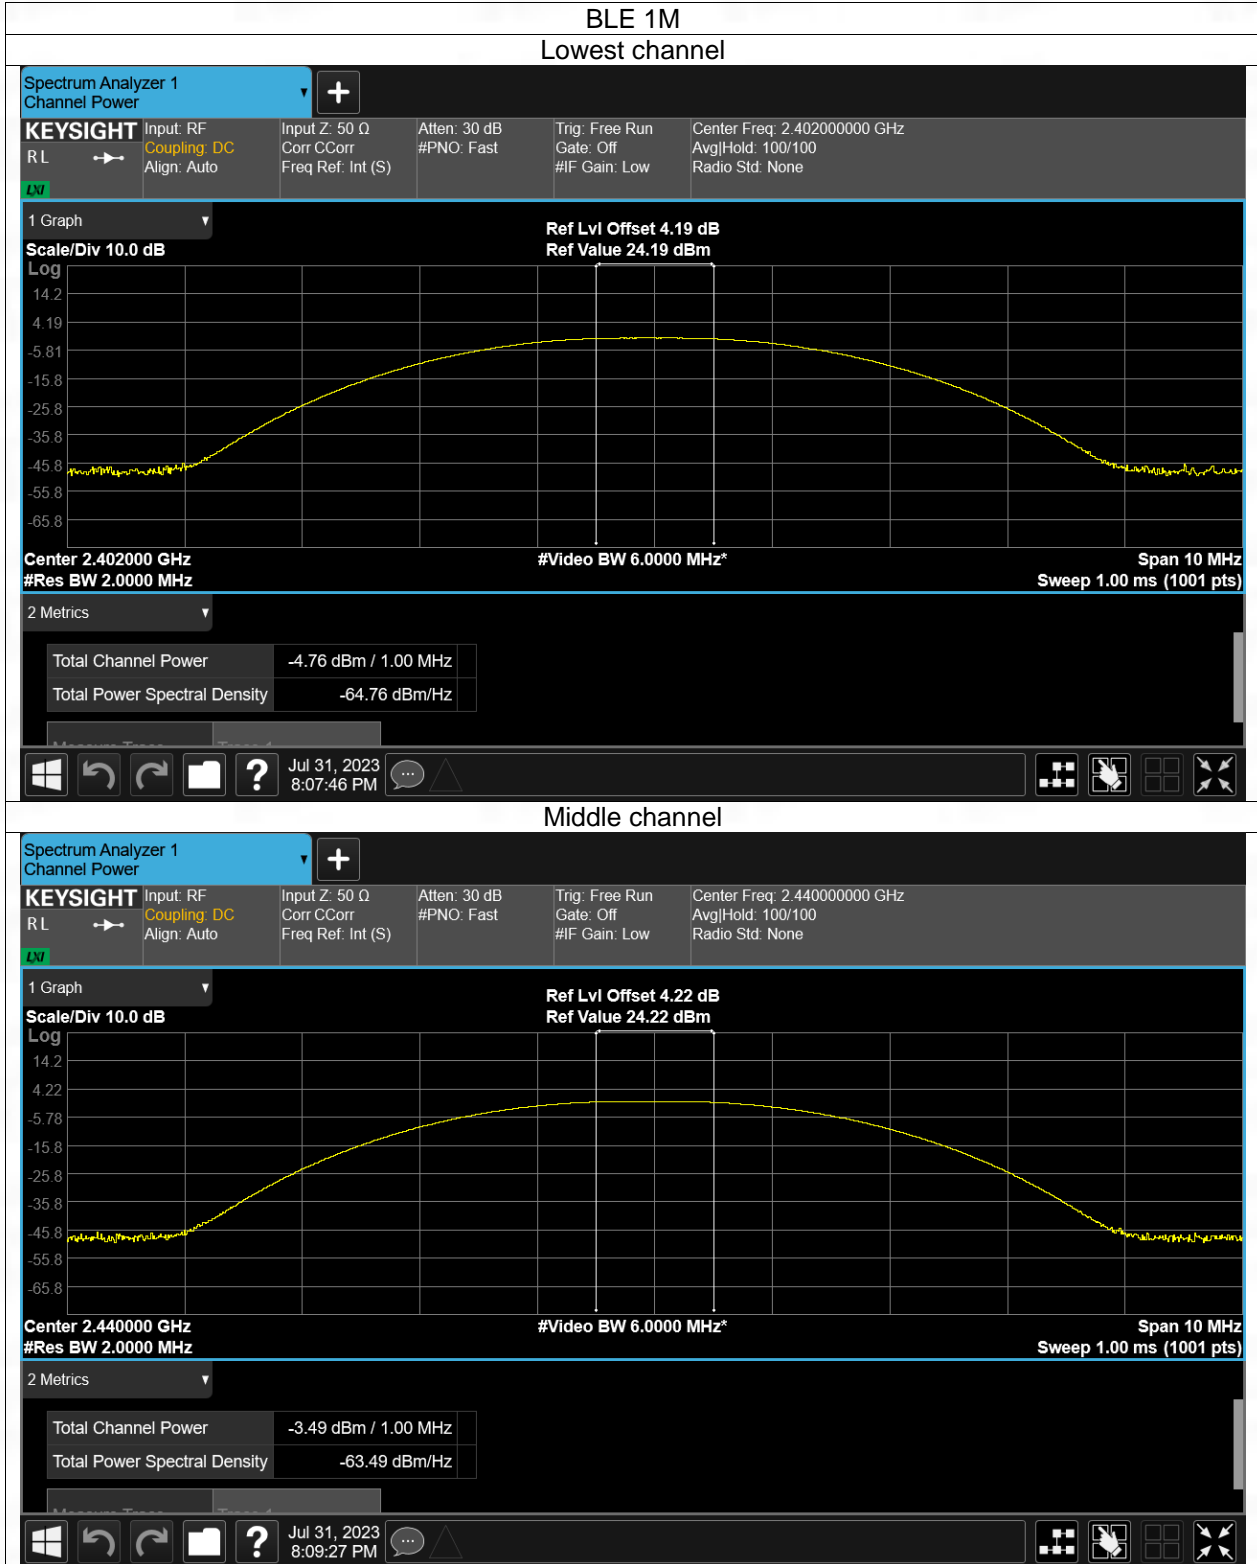 BLE 1M
Lowest channel
Spectrum Analyzer 1
Channel Power
KEYSIGHT
RL
LXI
Input: RF
Coupling: DC
Align: Auto
Input Z: 50 Ω
Corr CCorr
Freq Ref: Int (S)
Atten: 30 dB
#PNO: Fast
Trig: Free Run
Gate: Off
#IF Gain: Low
Center Freq: 2.402000000 GHz
Avg|Hold: 100/100
Radio Std: None
1 Graph
Ref Lvl Offset 4.19 dB
Scale/Div 10.0 dB
Ref Value 24.19 dBm
Log
14.2
4.19
-5.81
-15.8
-25.8
-35.8
-45.8
-55.8
-65.8
Center 2.402000 GHz
#Video BW 6.0000 MHz*
Span 10 MHz
#Res BW 2.0000 MHz
Sweep 1.00 ms (1001 pts)
2 Metrics
Total Channel Power -4.76 dBm / 1.00 MHz
Total Power Spectral Density -64.76 dBm/Hz
?
Jul 31, 2023
8:07:46 PM
Middle channel
Spectrum Analyzer 1
Channel Power
KEYSIGHT
RL
LXI
Input: RF
Coupling: DC
Align: Auto
Input Z: 50 Ω
Corr CCorr
Freq Ref: Int (S)
Atten: 30 dB
#PNO: Fast
Trig: Free Run
Gate: Off
#IF Gain: Low
Center Freq: 2.440000000 GHz
Avg|Hold: 100/100
Radio Std: None
1 Graph
Ref Lvl Offset 4.22 dB
Scale/Div 10.0 dB
Ref Value 24.22 dBm
Log
14.2
4.22
-5.78
-15.8
-25.8
-35.8
-45.8
-55.8
-65.8
Center 2.440000 GHz
#Video BW 6.0000 MHz*
Span 10 MHz
#Res BW 2.0000 MHz
Sweep 1.00 ms (1001 pts)
2 Metrics
Total Channel Power -3.49 dBm / 1.00 MHz
Total Power Spectral Density -63.49 dBm/Hz
?
Jul 31, 2023
8:09:27 PM